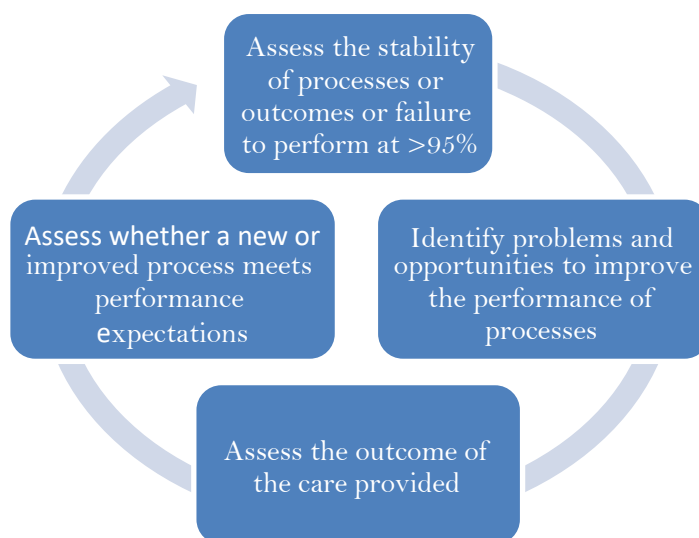 Assess the stability
of processes or
outcomes or failure
to perform at >95%
Identify problems and
opportunities to improve
the performance of
processes
Assess the outcome of
the care provided
Assess whether a new or
improved process meets
performance
expectations